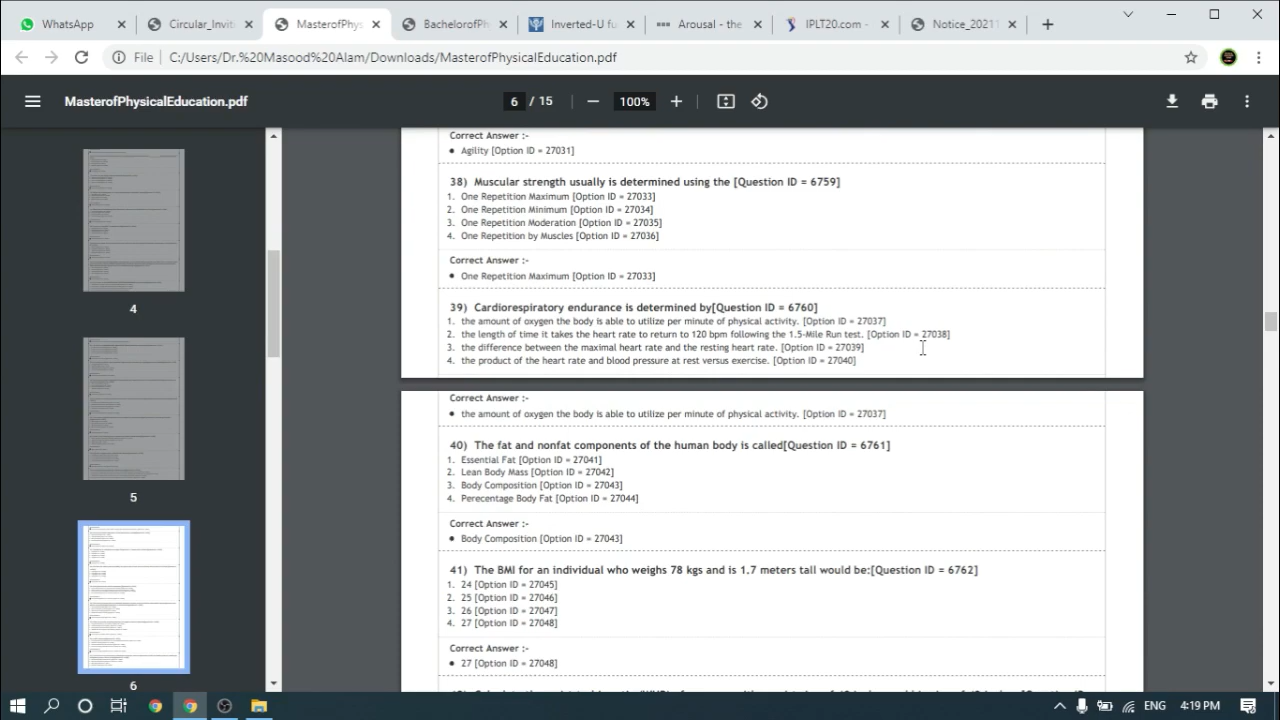 WhatsApp
Circular_Invit
MasterofPhys
BachelorofPh
Inverted-U fu
Arousal - the
IPLT20.com -
Notice_20211
File
C:/Users/Dr.%20Masood%20Alam/Downloads/MasterofPhysicalEducation.pdf
MasterofPhysicalEducation.pdf
6 / 15
100%
4
5
6
Correct Answer :-
• Agility [Option ID = 27031]
38) Muscular strength usually is determined using the [Question ID = 6759]
1. One Repetition Maximum [Option ID = 27033]
2. One Repetition Minimum [Option ID = 27034]
3. One Repetition Moderation [Option ID = 27035]
4. One Repetition by Muscles [Option ID = 27036]
Correct Answer :-
• One Repetition Maximum [Option ID = 27033]
39) Cardiorespiratory endurance is determined by[Question ID = 6760]
1. the amount of oxygen the body is able to utilize per minute of physical activity. [Option ID = 27037]
2. the length of time it takes the heart rate to return to 120 bpm following the 1.5-Mile Run test. [Option ID = 27038]
3. the difference between the maximal heart rate and the resting heart rate. [Option ID = 27039]
4. the product of the heart rate and blood pressure at rest versus exercise. [Option ID = 27040]
Correct Answer :-
• the amount of oxygen the body is able to utilize per minute of physical activity. [Option ID = 27037]
40) The fat and nonfat components of the human body is called[Question ID = 6761]
1. Essential Fat [Option ID = 27041]
2. Lean Body Mass [Option ID = 27042]
3. Body Composition [Option ID = 27043]
4. Perecentage Body Fat [Option ID = 27044]
Correct Answer :-
• Body Composition [Option ID = 27043]
41) The BMI for an individual who weighs 78 kgs and is 1.7 meters tall would be:[Question ID = 6762]
1. 24 [Option ID = 27045]
2. 25 [Option ID = 27046]
3. 26 [Option ID = 27047]
4. 27 [Option ID = 27048]
Correct Answer :-
• 27 [Option ID = 27048]
ENG
4:19 PM